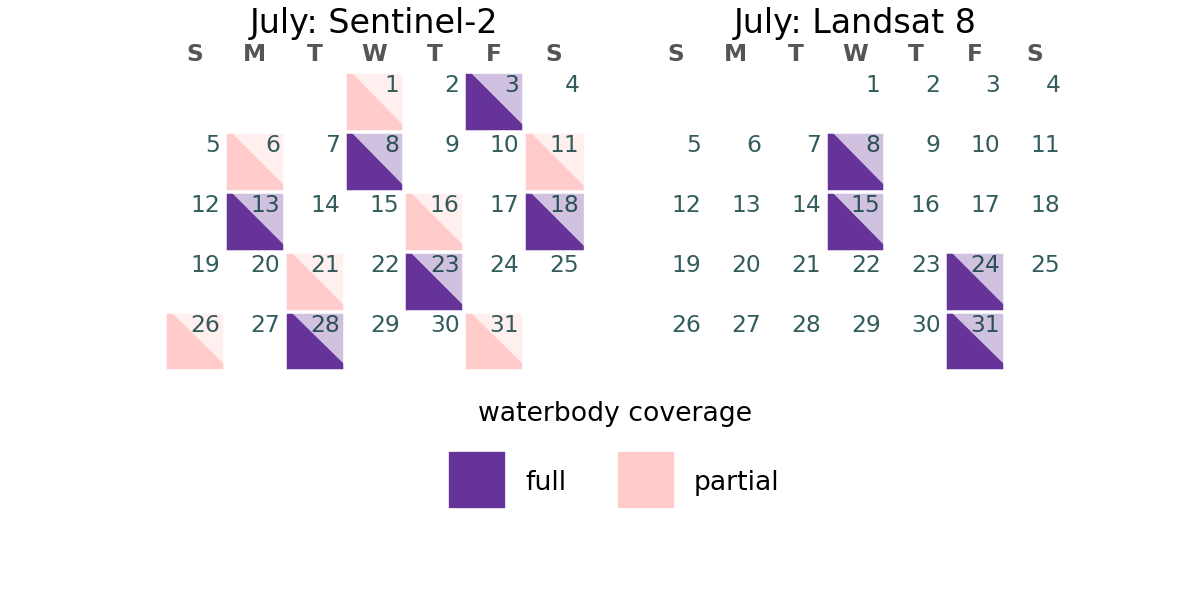 July: Sentinel-2
S M T W T F S
1 2 3 4
5 6 7 8 9 10 11
12 13 14 15 16 17 18
19 20 21 22 23 24 25
26 27 28 29 30 31
July: Landsat 8
S M T W T F S
1 2 3 4
5 6 7 8 9 10 11
12 13 14 15 16 17 18
19 20 21 22 23 24 25
26 27 28 29 30 31
waterbody coverage
full partial